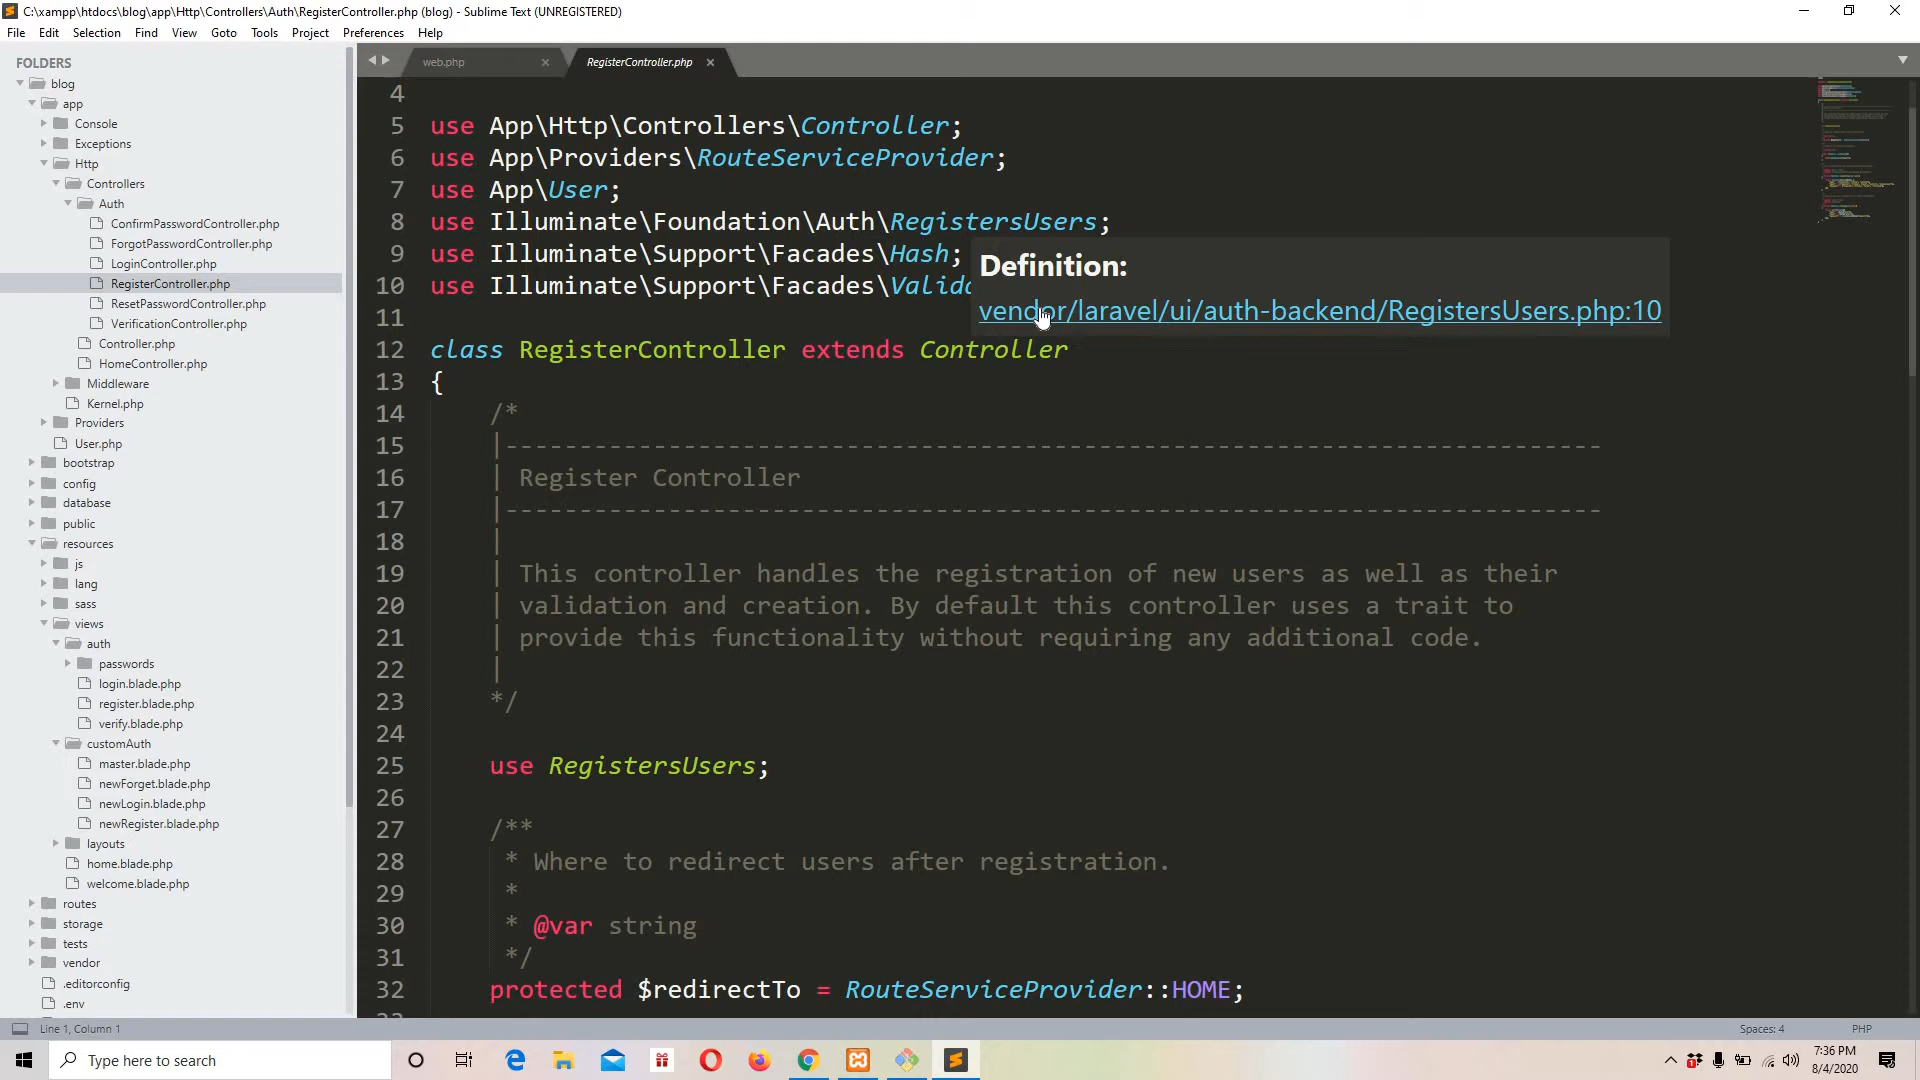 C:\xampp\htdocs\blog\app\Http\Controllers\Auth\RegisterController.php (blog) - Sublime Text (UNREGISTERED)
File Edit Selection Find View Goto Tools Project Preferences Help
FOLDERS
blog
app
Console
Exceptions
Http
Controllers
Auth
ConfirmPasswordController.php
ForgotPasswordController.php
LoginController.php
RegisterController.php
ResetPasswordController.php
VerificationController.php
Controller.php
HomeController.php
Middleware
Kernel.php
Providers
User.php
bootstrap
config
database
public
resources
js
lang
sass
views
auth
passwords
login.blade.php
register.blade.php
verify.blade.php
customAuth
master.blade.php
newForget.blade.php
newLogin.blade.php
newRegister.blade.php
layouts
home.blade.php
welcome.blade.php
routes
storage
tests
vendor
.editorconfig
.env
web.php RegisterController.php
4
5 use App\Http\Controllers\Controller;
6 use App\Providers\RouteServiceProvider;
7 use App\User;
8 use Illuminate\Foundation\Auth\RegistersUsers;
9 use Illuminate\Support\Facades\Hash;
10 use Illuminate\Support\Facades\Valida
Definition:
vendor/laravel/ui/auth-backend/RegistersUsers.php:10
11
12 class RegisterController extends Controller
13 {
14 /*
15 |--------------------------------------------------------------------------
16 | Register Controller
17 |--------------------------------------------------------------------------
18 |
19 | This controller handles the registration of new users as well as their
20 | validation and creation. By default this controller uses a trait to
21 | provide this functionality without requiring any additional code.
22 |
23 */
24
25 use RegistersUsers;
26
27 /**
28 * Where to redirect users after registration.
29 *
30 * @var string
31 */
32 protected $redirectTo = RouteServiceProvider::HOME;
Line 1, Column 1 Spaces: 4 PHP
Type here to search
7:36 PM
8/4/2020